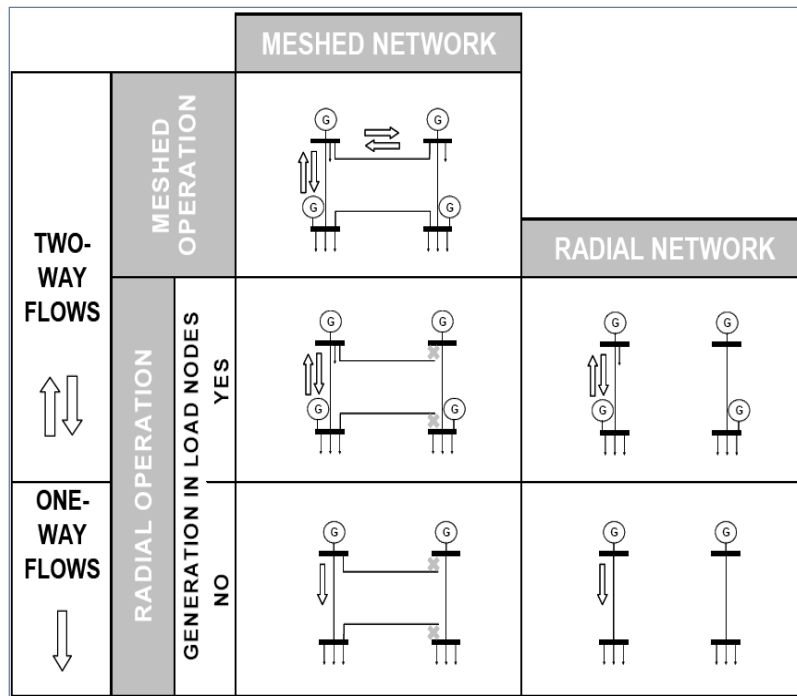 MESHED NETWORK
MESHED
OPERATION
G
G
G
G
TWO-
WAY
FLOWS
RADIAL NETWORK
RADIAL OPERATION
GENERATION IN LOAD NODES
YES
G
G
G
G
G
G
G
G
ONE-
WAY
FLOWS
NO
G
G
G
G